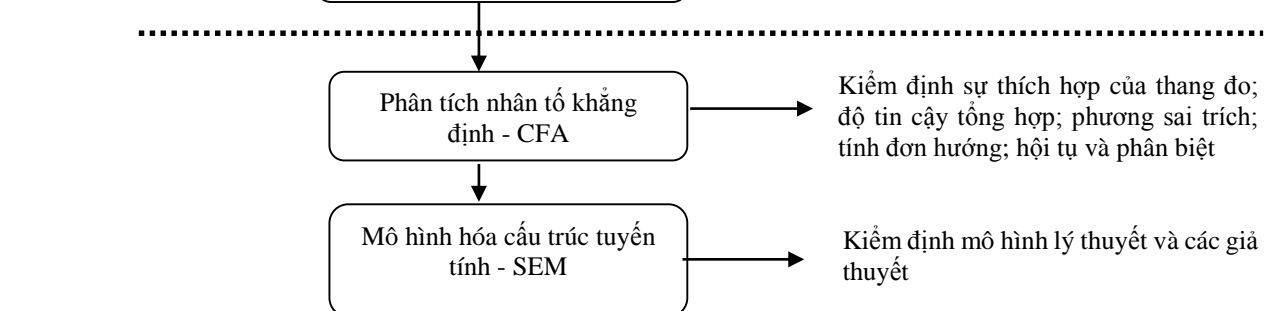 Phân tích nhân tố khẳng
định - CFA
Kiểm định sự thích hợp của thang đo;
độ tin cậy tổng hợp; phương sai trích;
tính đơn hướng; hội tụ và phân biệt
Mô hình hóa cấu trúc tuyến
tính - SEM
Kiểm định mô hình lý thuyết và các giả
thuyết